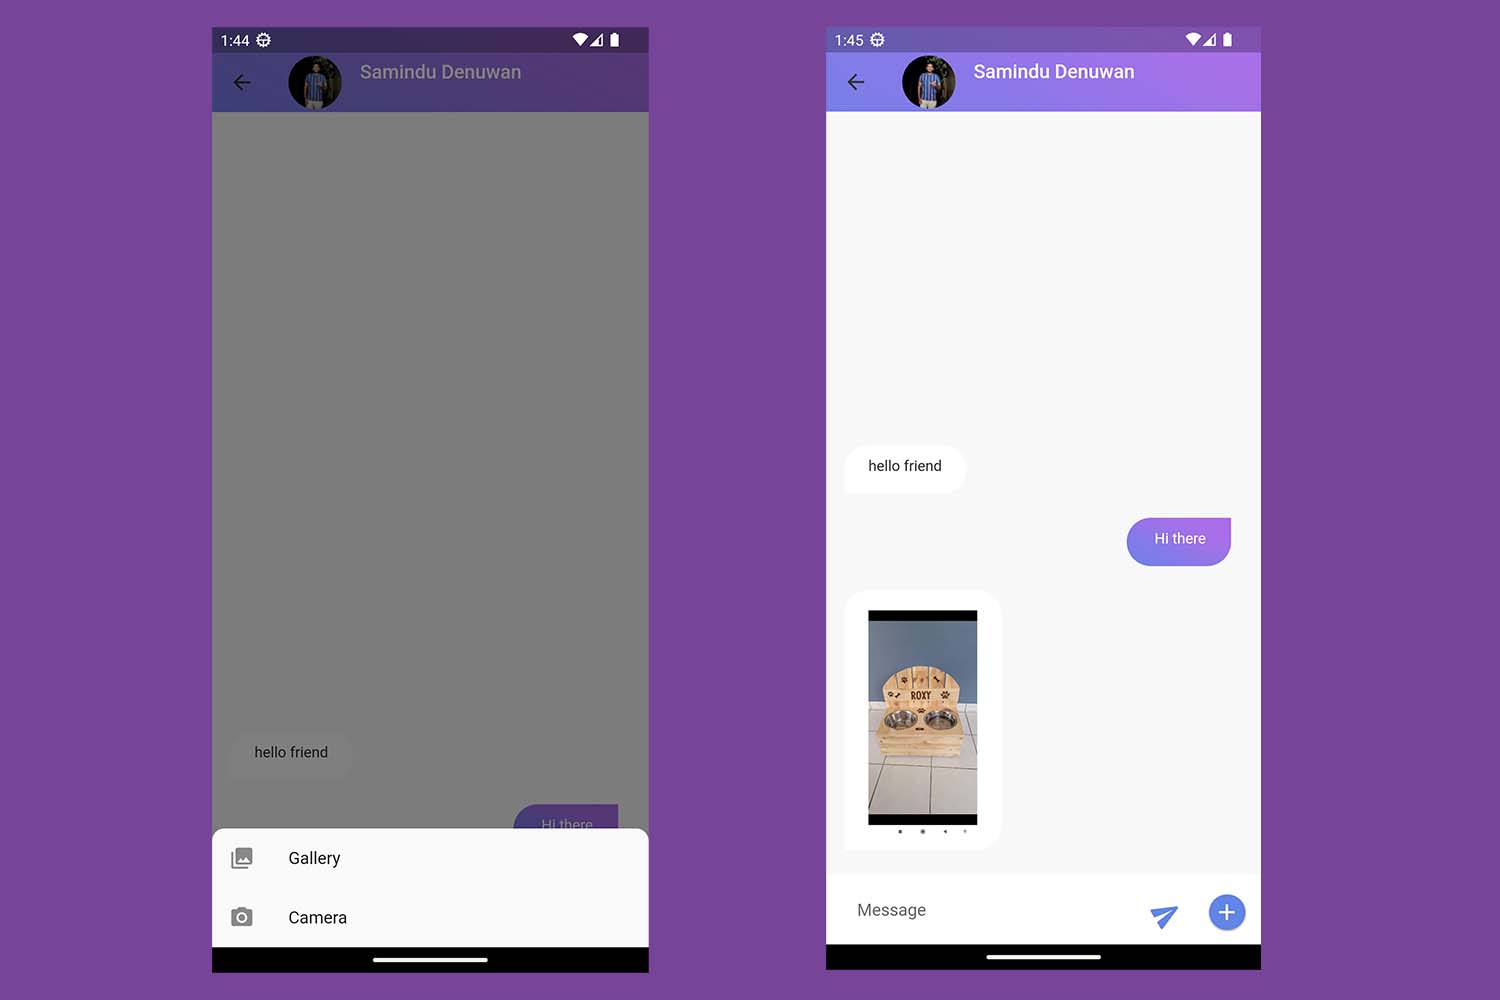 1:44
Samindu Denuwan
hello friend
Hi there
Gallery
Camera
1:45
Samindu Denuwan
hello friend
Hi there
ROXY
Message